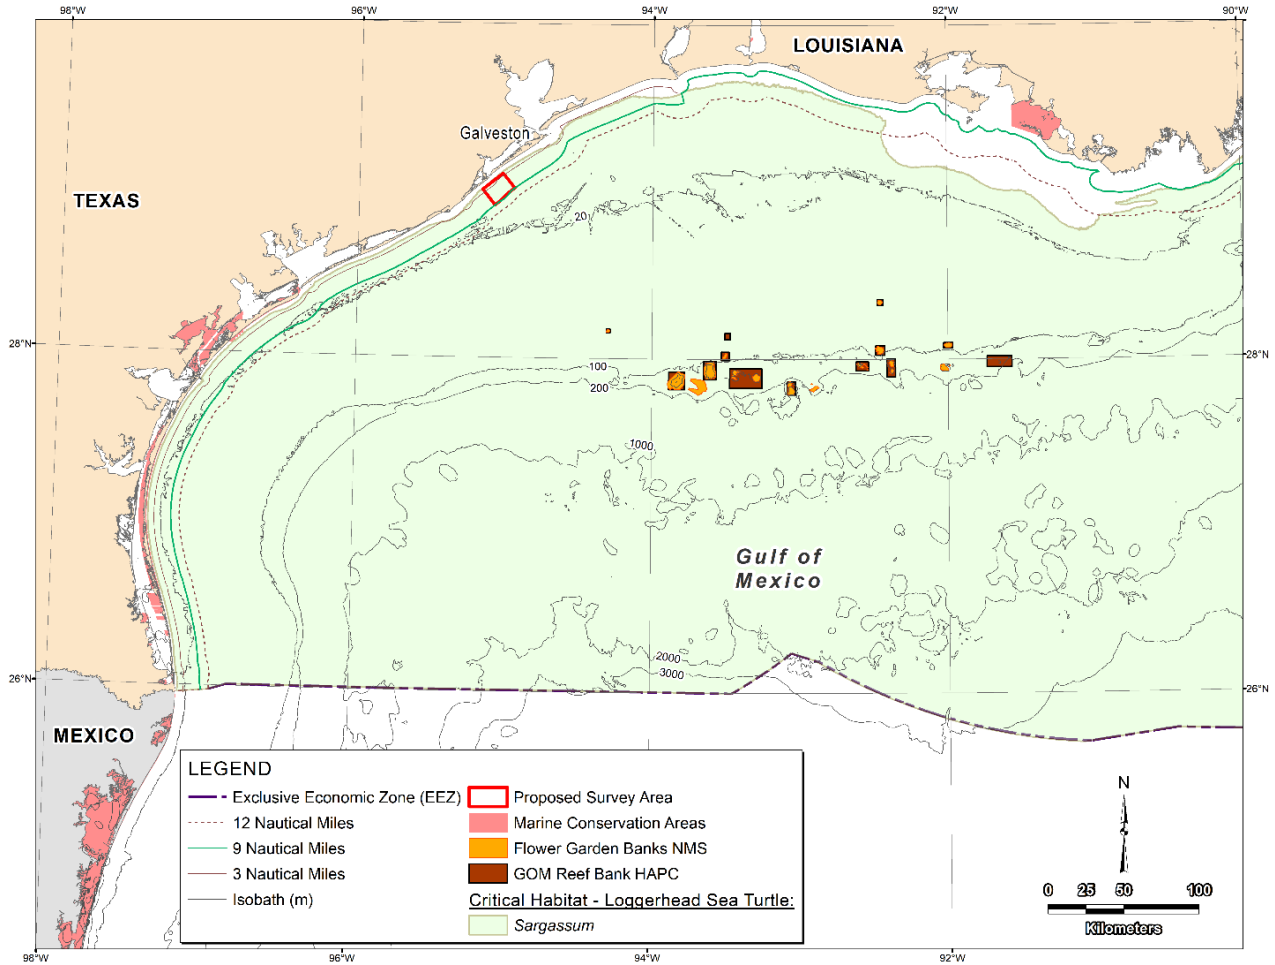 98°W 96°W 94°W 92°W 90°W
LOUISIANA
Galveston
TEXAS
20
28°N 28°N
100
200
1000
Gulf of
Mexico
2000
3000
26°N 26°N
MEXICO
LEGEND
Exclusive Economic Zone (EEZ) Proposed Survey Area
12 Nautical Miles Marine Conservation Areas
9 Nautical Miles Flower Garden Banks NMS
3 Nautical Miles GOM Reef Bank HAPC
Isobath (m) Critical Habitat - Loggerhead Sea Turtle:
Sargassum
N
0 25 50 100
Kilometers
98°W 96°W 94°W 92°W